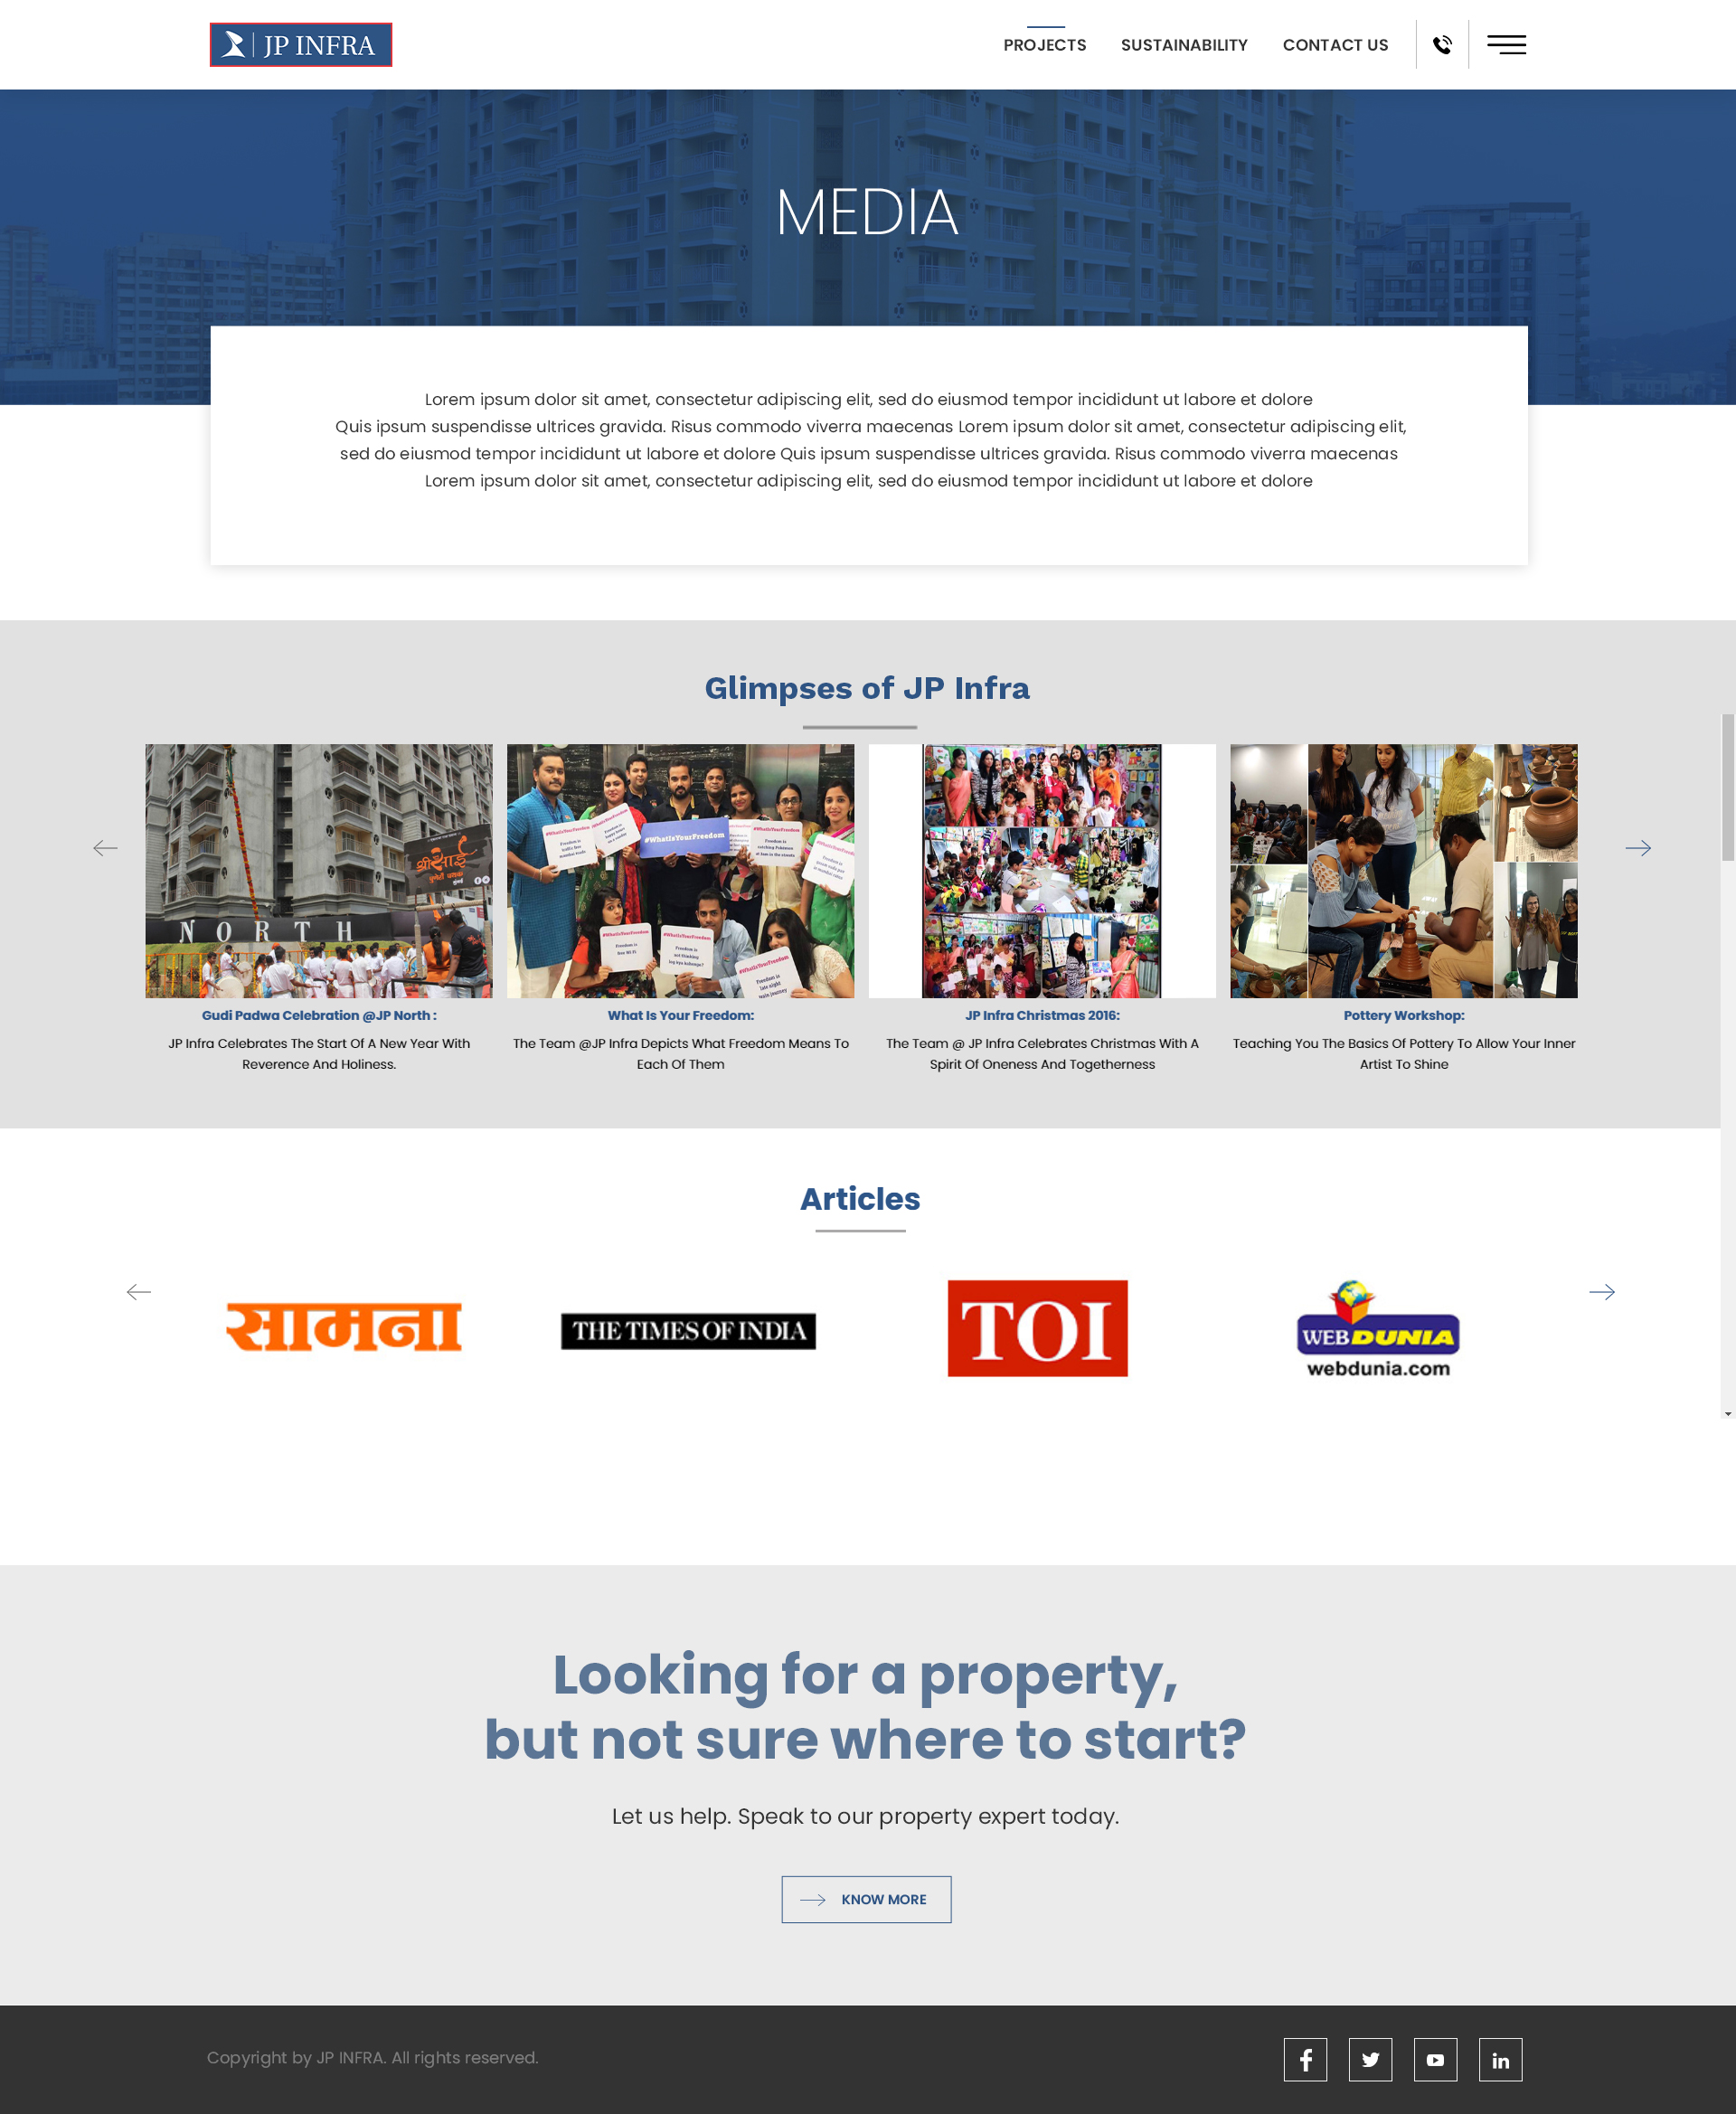 JP INFRA
PROJECTS
SUSTAINABILITY
CONTACT US
MEDIA
Lorem ipsum dolor sit amet, consectetur adipiscing elit, sed do eiusmod tempor incididunt ut labore et dolore
Quis ipsum suspendisse ultrices gravida. Risus commodo viverra maecenas Lorem ipsum dolor sit amet, consectetur adipiscing elit,
sed do eiusmod tempor incididunt ut labore et dolore Quis ipsum suspendisse ultrices gravida. Risus commodo viverra maecenas
Lorem ipsum dolor sit amet, consectetur adipiscing elit, sed do eiusmod tempor incididunt ut labore et dolore
Glimpses of JP Infra
NORTH
#WhatIsYourFreedom
Gudi Padwa Celebration @JP North :
JP Infra Celebrates The Start Of A New Year With
Reverence And Holiness.
What Is Your Freedom:
The Team @JP Infra Depicts What Freedom Means To
Each Of Them
JP Infra Christmas 2016:
The Team @ JP Infra Celebrates Christmas With A
Spirit Of Oneness And Togetherness
Pottery Workshop:
Teaching You The Basics Of Pottery To Allow Your Inner
Artist To Shine
Articles
सामना
THE TIMES OF INDIA
TOI
WEBDUNIA
webdunia.com
Looking for a property,
but not sure where to start?
Let us help. Speak to our property expert today.
KNOW MORE
Copyright by JP INFRA. All rights reserved.